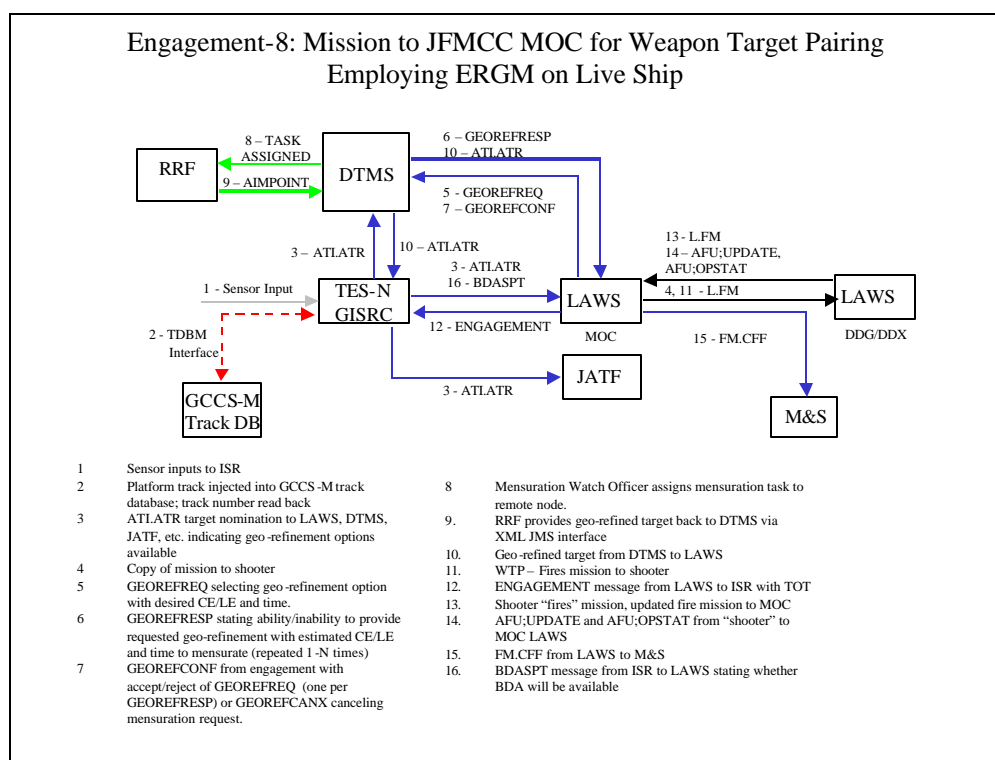 Engagement-8: Mission to JFMCC MOC for Weapon Target Pairing
Employing ERGM on Live Ship
RRF
8 – TASK
ASSIGNED
9 – AIMPOINT
DTMS
6 – GEOREFRESP
10 – ATI.ATR
5 - GEOREFREQ
7 – GEOREFCONF
3 – ATI.ATR
10 – ATI.ATR
1 - Sensor Input
TES-N
GISRC
3 - ATI.ATR
16 - BDASPT
12 - ENGAGEMENT
LAWS
MOC
13 - L.FM
14 – AFU;UPDATE,
AFU;OPSTAT
4, 11 - L.FM
LAWS
DDG/DDX
2 - TDBM
Interface
GCCS-M
Track DB
3 - ATI.ATR
JATF
15 - FM.CFF
M&S
1 Sensor inputs to ISR
2 Platform track injected into GCCS-M track
database; track number read back
3 ATI.ATR target nomination to LAWS, DTMS,
JATF, etc. indicating geo-refinement options
available
4 Copy of mission to shooter
5 GEOREFREQ selecting geo-refinement option
with desired CE/LE and time.
6 GEOREFRESP stating ability/inability to provide
requested geo-refinement with estimated CE/LE
and time to mensurate (repeated 1-N times)
7 GEOREFCONF from engagement with
accept/reject of GEOREFREQ (one per
GEOREFRESP) or GEOREFCANX canceling
mensuration request.
8 Mensuration Watch Officer assigns mensuration task to
remote node.
9. RRF provides geo-refined target back to DTMS via
XML JMS interface
10. Geo-refined target from DTMS to LAWS
11. WTP – Fires mission to shooter
12. ENGAGEMENT message from LAWS to ISR with TOT
13. Shooter “fires” mission, updated fire mission to MOC
14. AFU;UPDATE and AFU;OPSTAT from “shooter” to
MOC LAWS
15. FM.CFF from LAWS to M&S
16. BDASPT message from ISR to LAWS stating whether
BDA will be available